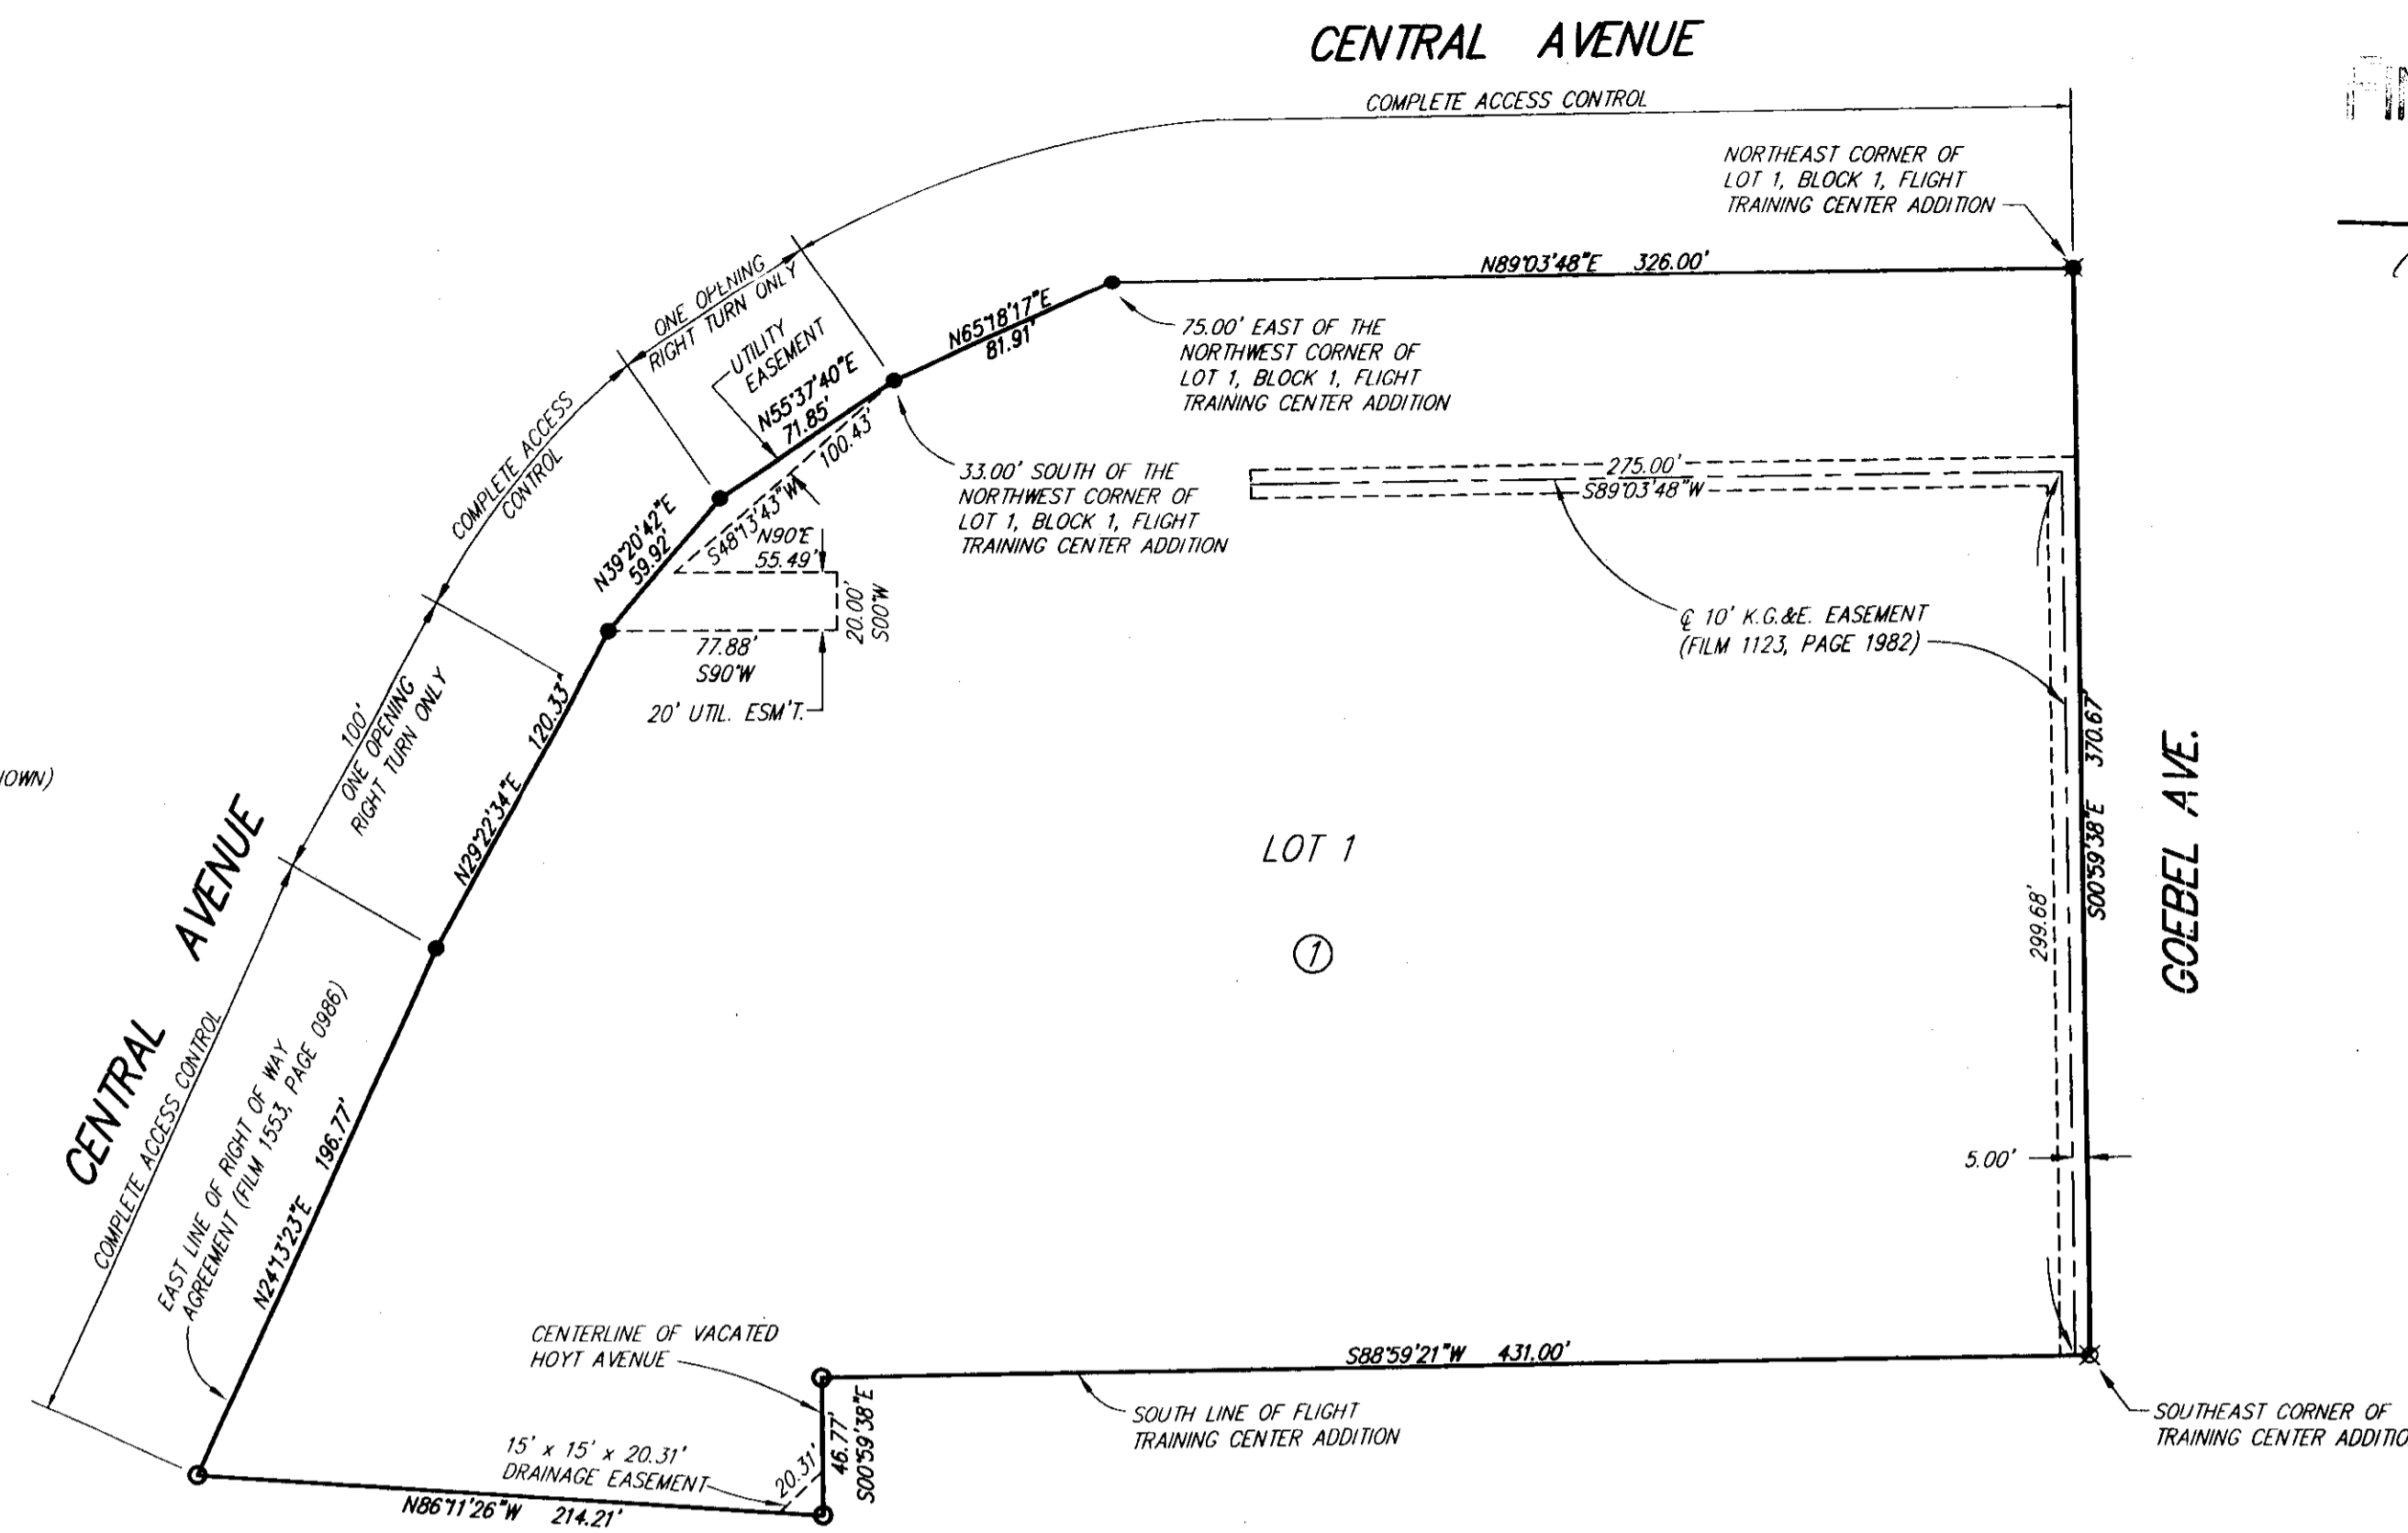 CENTRAL AVENUE
COMPLETE ACCESS CONTROL
NORTHEAST CORNER OF
LOT 1, BLOCK 1, FLIGHT
TRAINING CENTER ADDITION
N89°03'48"E 326.00'
ONE OPENING
RIGHT TURN ONLY
UTILITY
EASEMENT
N65°18'17"E
81.91'
75.00' EAST OF THE
NORTHWEST CORNER OF
LOT 1, BLOCK 1, FLIGHT
TRAINING CENTER ADDITION
N55°37'40"E
71.85'
100.43'
S48°13'43"W
COMPLETE ACCESS
CONTROL
33.00' SOUTH OF THE
NORTHWEST CORNER OF
LOT 1, BLOCK 1, FLIGHT
TRAINING CENTER ADDITION
275.00'
S89°03'48"W
N39°20'42"E
59.92'
N90°E
55.49'
20.00'
S00°W
77.88'
S90°W
20' UTIL. ESM'T.
℄ 10' K.G.&E. EASEMENT
(FILM 1123, PAGE 1982)
100'
ONE OPENING
RIGHT TURN ONLY
N29°22'34"E 120.33'
S00°59'38"E 370.67'
GOEBEL AVE.
299.68'
LOT 1
1
CENTRAL AVENUE
COMPLETE ACCESS CONTROL
EAST LINE OF RIGHT OF WAY
AGREEMENT (FILM 1553, PAGE 0986)
N24°13'23"E 196.77'
5.00'
CENTERLINE OF VACATED
HOYT AVENUE
S88°59'21"W 431.00'
SOUTH LINE OF FLIGHT
TRAINING CENTER ADDITION
SOUTHEAST CORNER OF
TRAINING CENTER ADDITIO
46.77'
S00°59'38"E
15' x 15' x 20.31'
DRAINAGE EASEMENT
20.31'
N86°11'26"W 214.21'